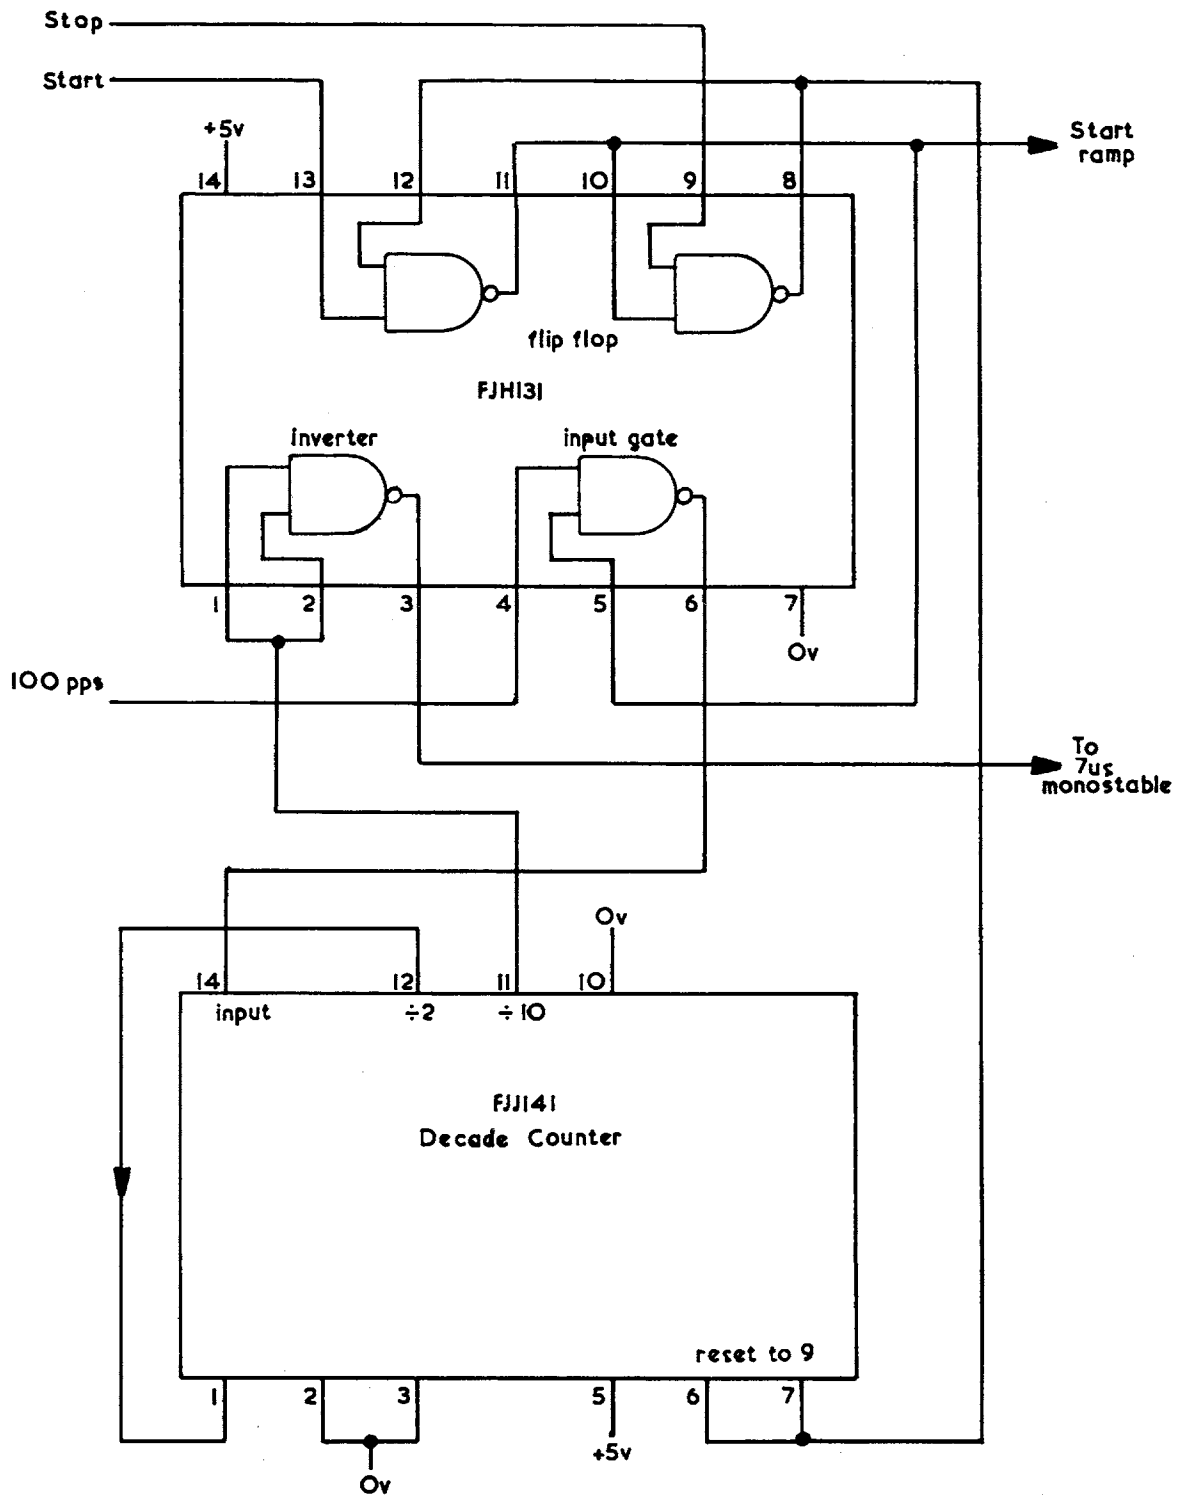 Stop
Start
+5v
Start
ramp
14 13 12 11 10 9 8
flip flop
FJH131
inverter
input gate
1 2 3 4 5 6 7
0v
100 pps
To
7us
monostable
0v
14 12 11 10
input ÷2 ÷10
FJJ141
Decade Counter
reset to 9
1 2 3 5 6 7
+5v
0v